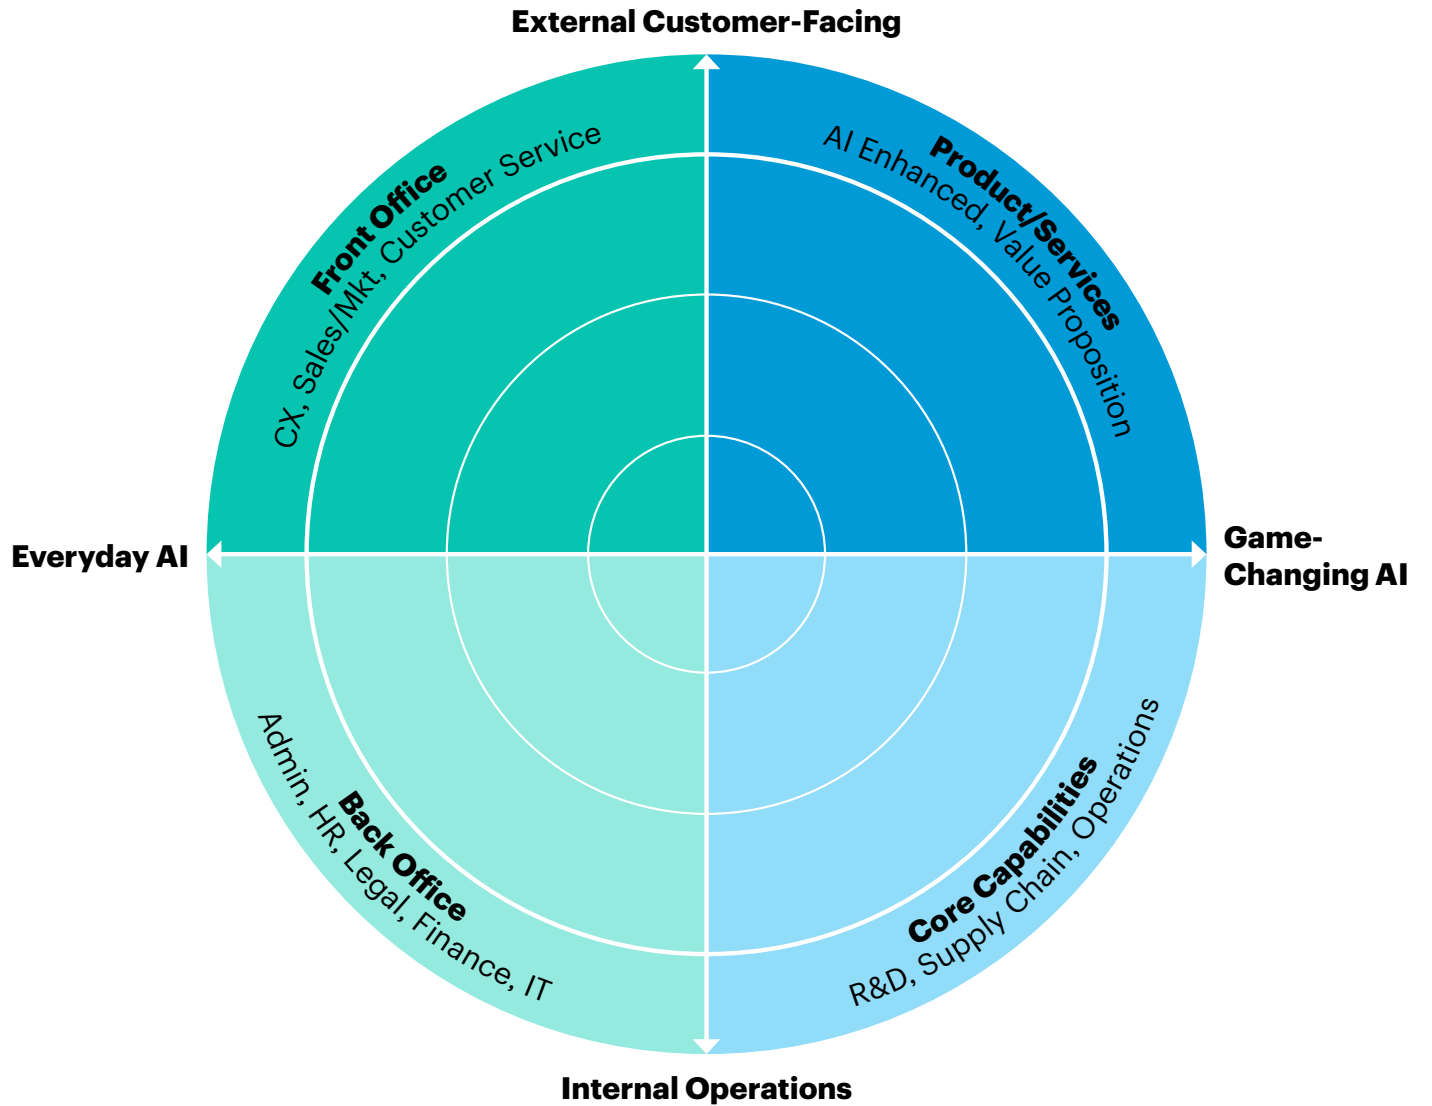 External Customer-Facing
Front Office
CX, Sales/Mkt, Customer Service
Product/Services
AI Enhanced, Value Proposition
Everyday AI
Game-
Changing AI
Back Office
Admin, HR, Legal, Finance, IT
Core Capabilities
R&D, Supply Chain, Operations
Internal Operations